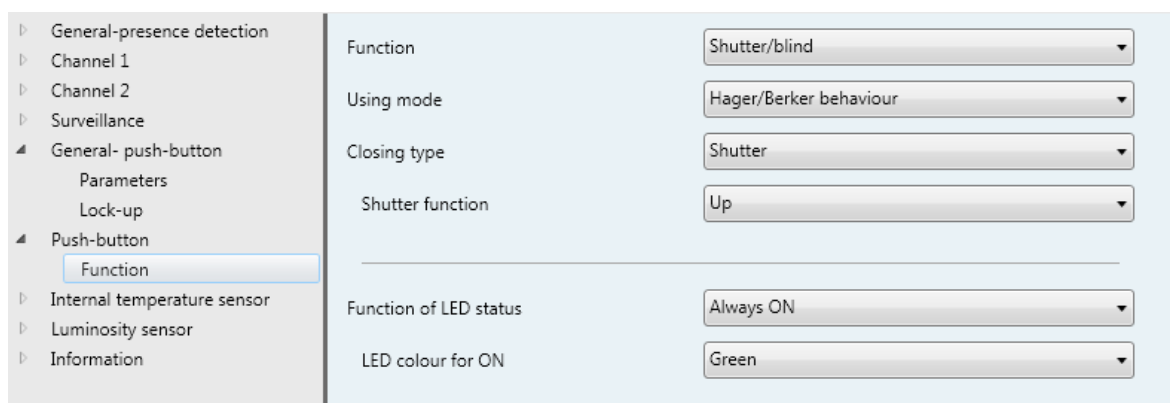 General-presence detection
Channel 1
Channel 2
Surveillance
General- push-button
Parameters
Lock-up
Push-button
Function
Internal temperature sensor
Luminosity sensor
Information
Function Shutter/blind
Using mode Hager/Berker behaviour
Closing type Shutter
Shutter function Up
Function of LED status Always ON
LED colour for ON Green